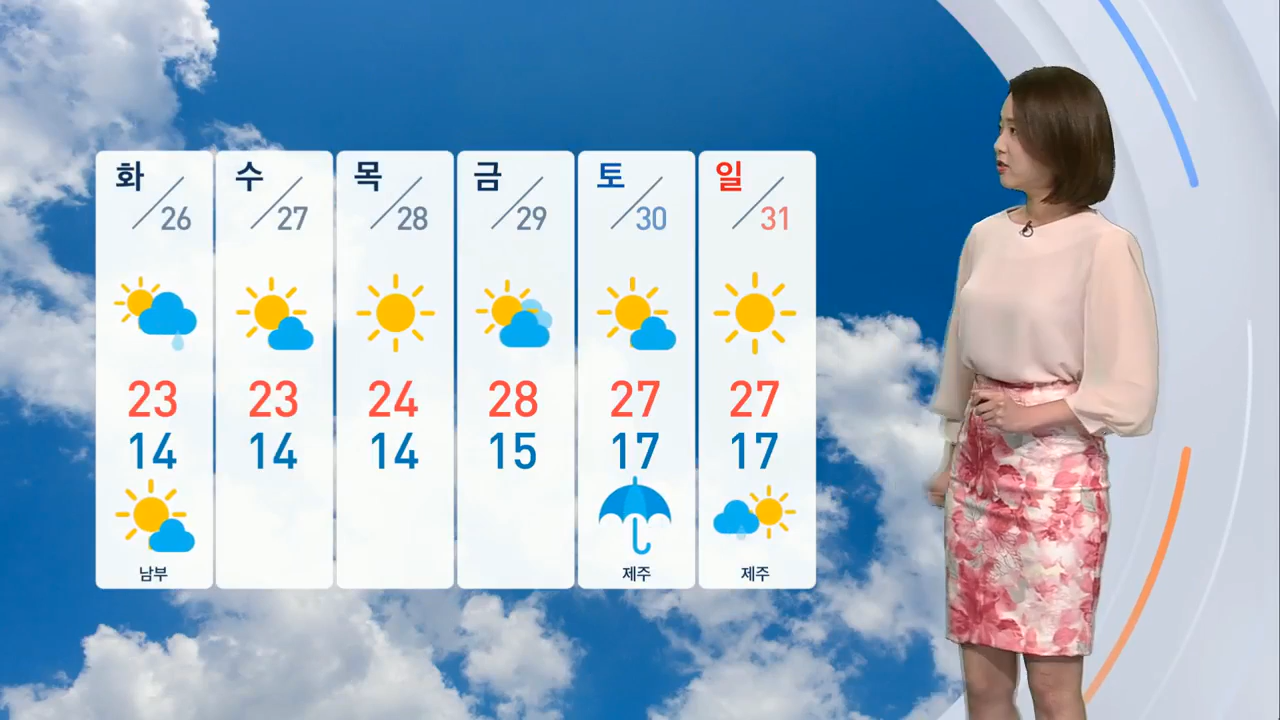 화 26
수 27
목 28
금 29
토 30
일 31
23 23 24 28 27 27
14 14 14 15 17 17
남부 제주 제주